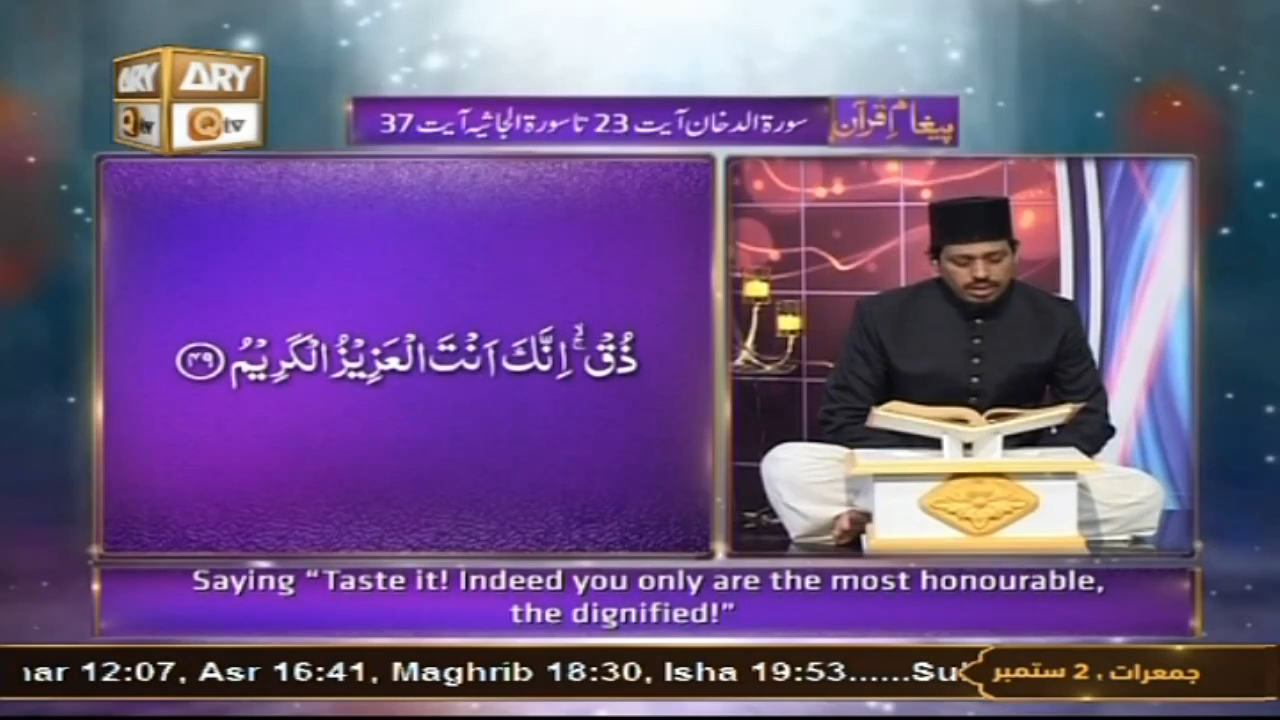 ARY
ARY
Qtv
Qtv
پیغامِ قرآن
سورۃ الدخان آیت 23 تا سورۃ الجاثیہ آیت 37
ذُقۡ ۙۚ اِنَّكَ اَنۡتَ الۡعَزِيۡزُ الۡكَرِيۡمُ ﴿۴۹﴾
Saying “Taste it! Indeed you only are the most honourable,
the dignified!”
12:07, Asr 16:41, Maghrib 18:30, Isha 19:53......
جمعرات , 2 ستمبر